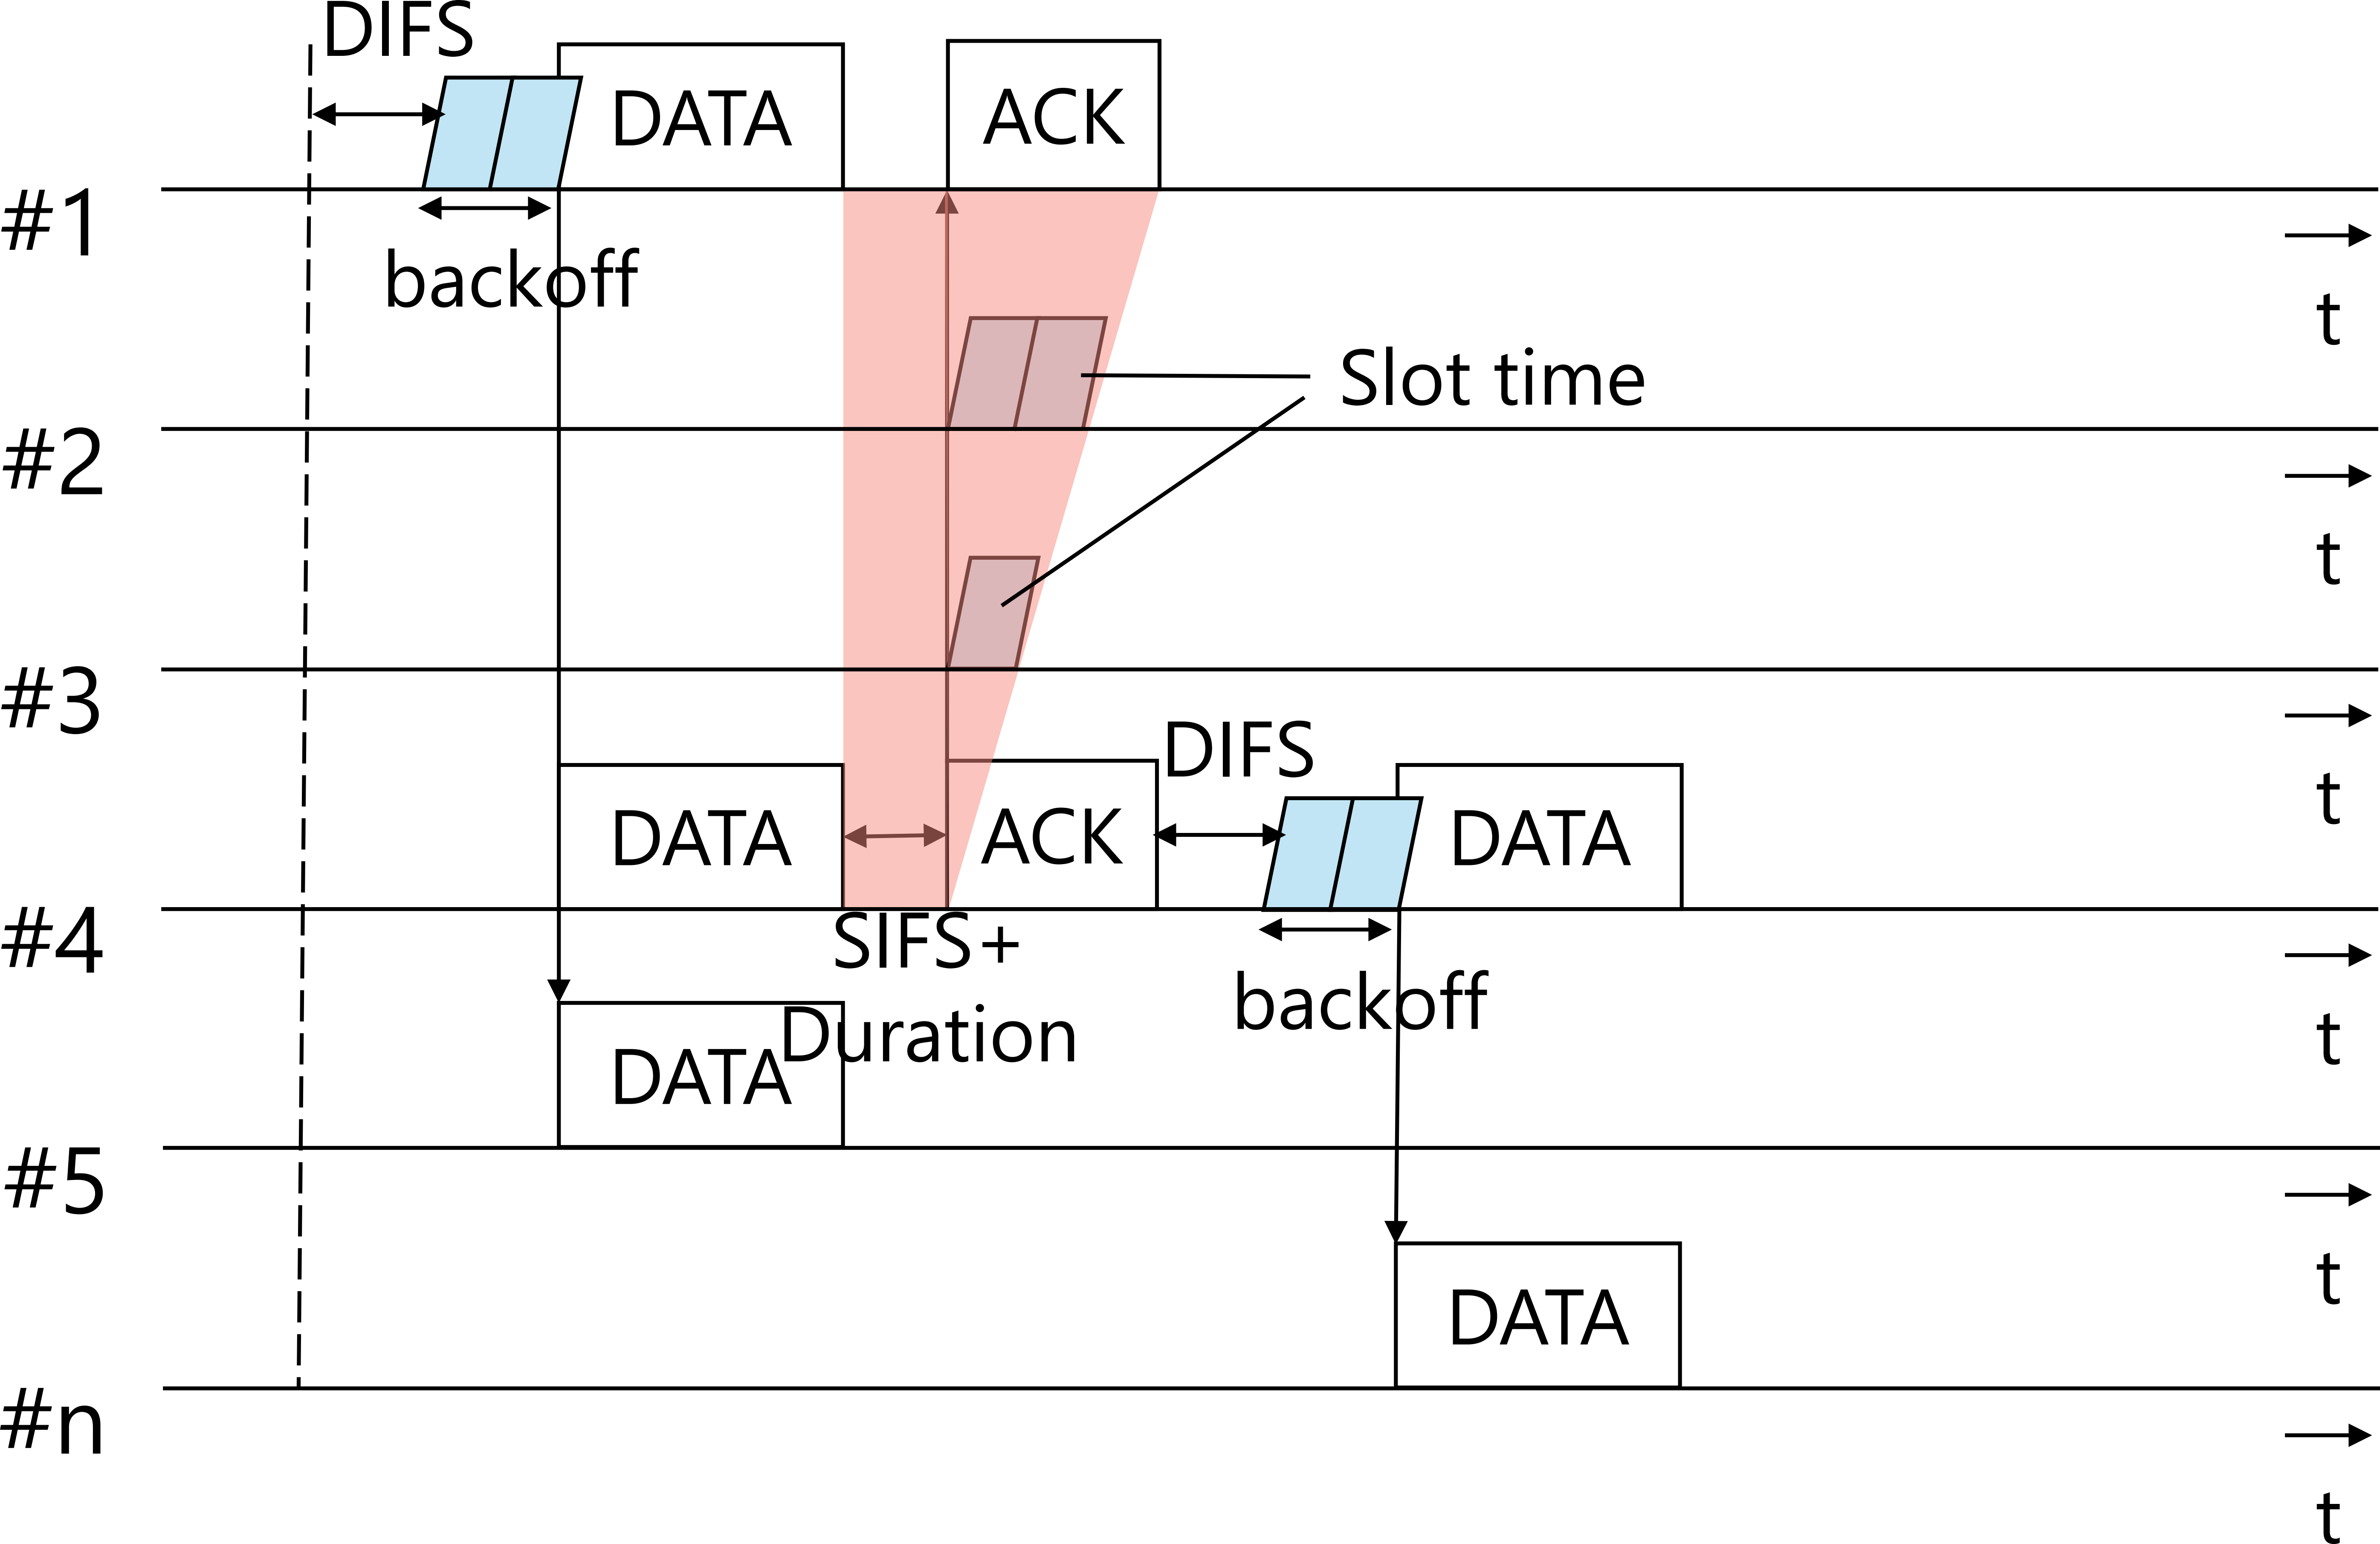 DIFS
DATA
ACK
#1
backoff
t
Slot time
#2
t
#3
DIFS
t
DATA
ACK
DATA
#4
SIFS+
Duration
backoff
t
DATA
#5
t
DATA
#n
t